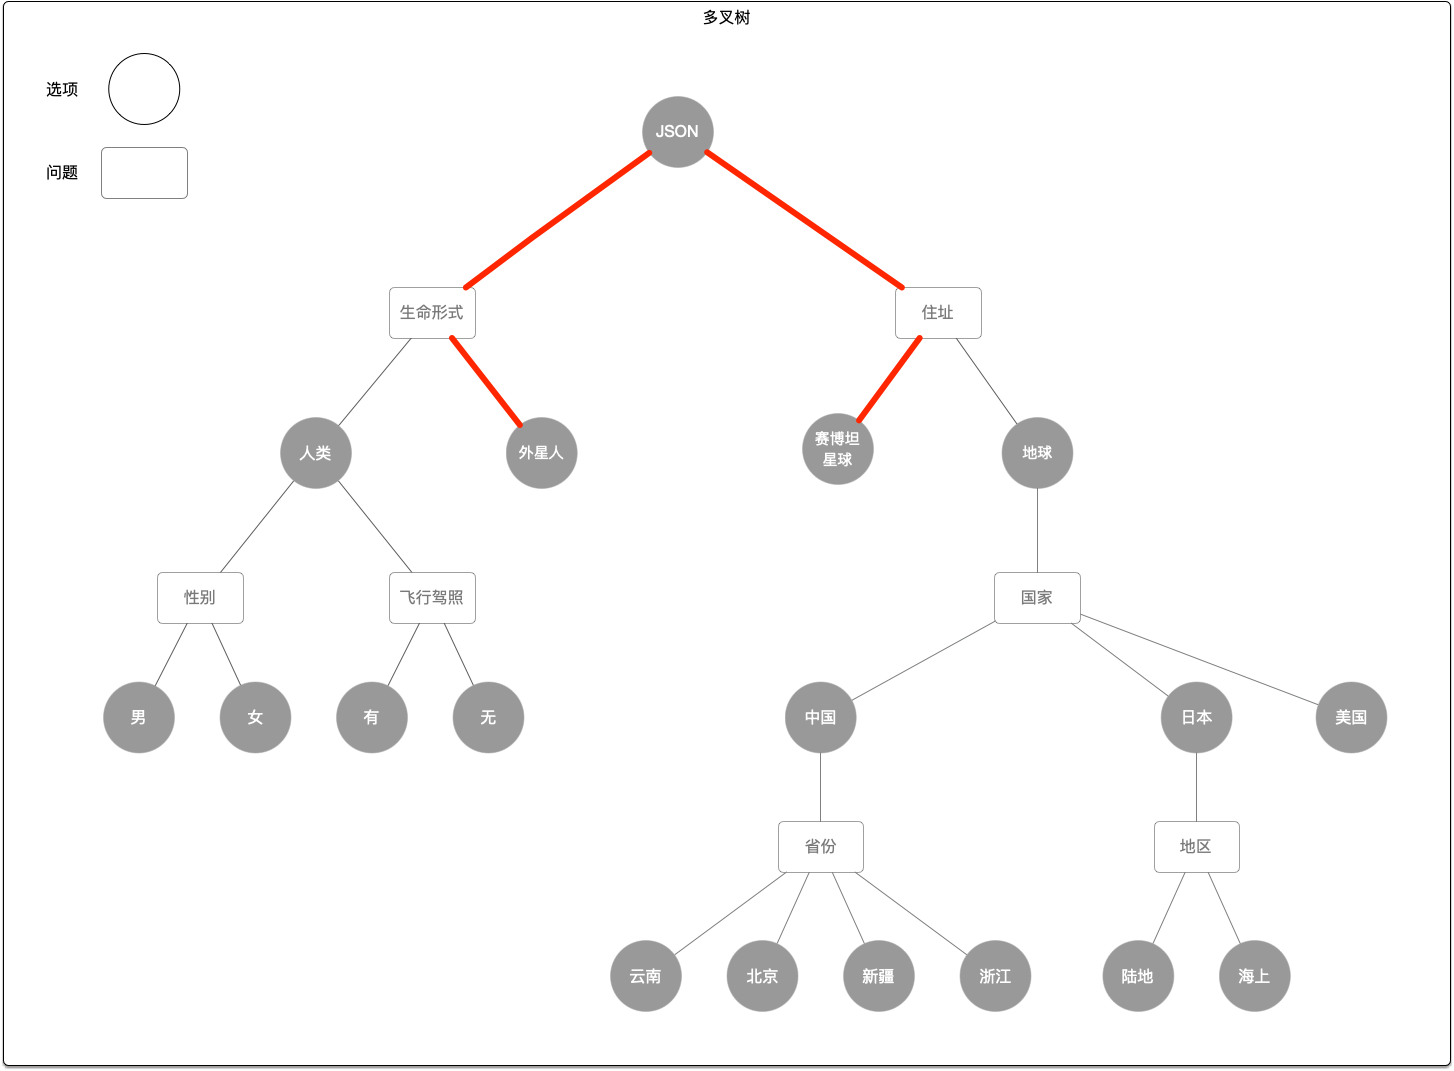 多叉树
选项
问题
JSON
生命形式
住址
人类
外星人
赛博坦
星球
地球
性别
飞行驾照
国家
男
女
有
无
中国
日本
美国
省份
地区
云南
北京
新疆
浙江
陆地
海上